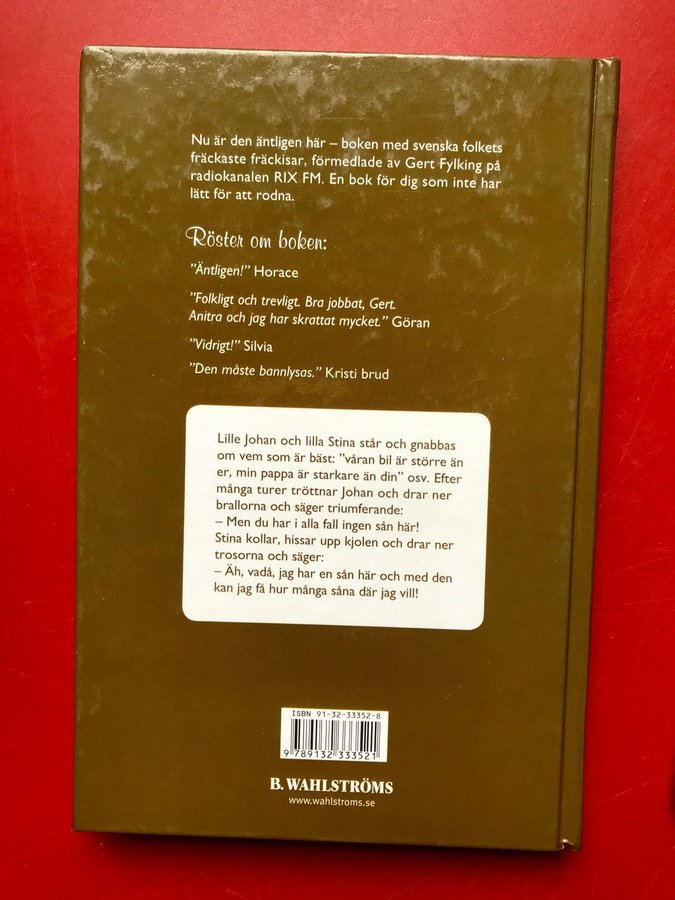 Nu är den äntligen här – boken med svenska folkets
fräckaste fräckisar, förmedlade av Gert Fylking på
radiokanalen RIX FM. En bok för dig som inte har
lätt för att rodna.
Röster om boken:
"Äntligen!" Horace
"Folkligt och trevligt. Bra jobbat, Gert.
Anitra och jag har skrattat mycket." Göran
"Vidrigt!" Silvia
"Den måste bannlysas." Kristi brud
Lille Johan och lilla Stina står och gnabbas
om vem som är bäst: "våran bil är större än
er, min pappa är starkare än din" osv. Efter
många turer tröttnar Johan och drar ner
brallorna och säger triumferande:
– Men du har i alla fall ingen sån här!
Stina kollar, hissar upp kjolen och drar ner
trosorna och säger:
– Äh, vadå, jag har en sån här och med den
kan jag få hur många såna där jag vill!
ISBN 91-32-33352-8
9 789132 333521
B. WAHLSTRÖMS
www.wahlstroms.se